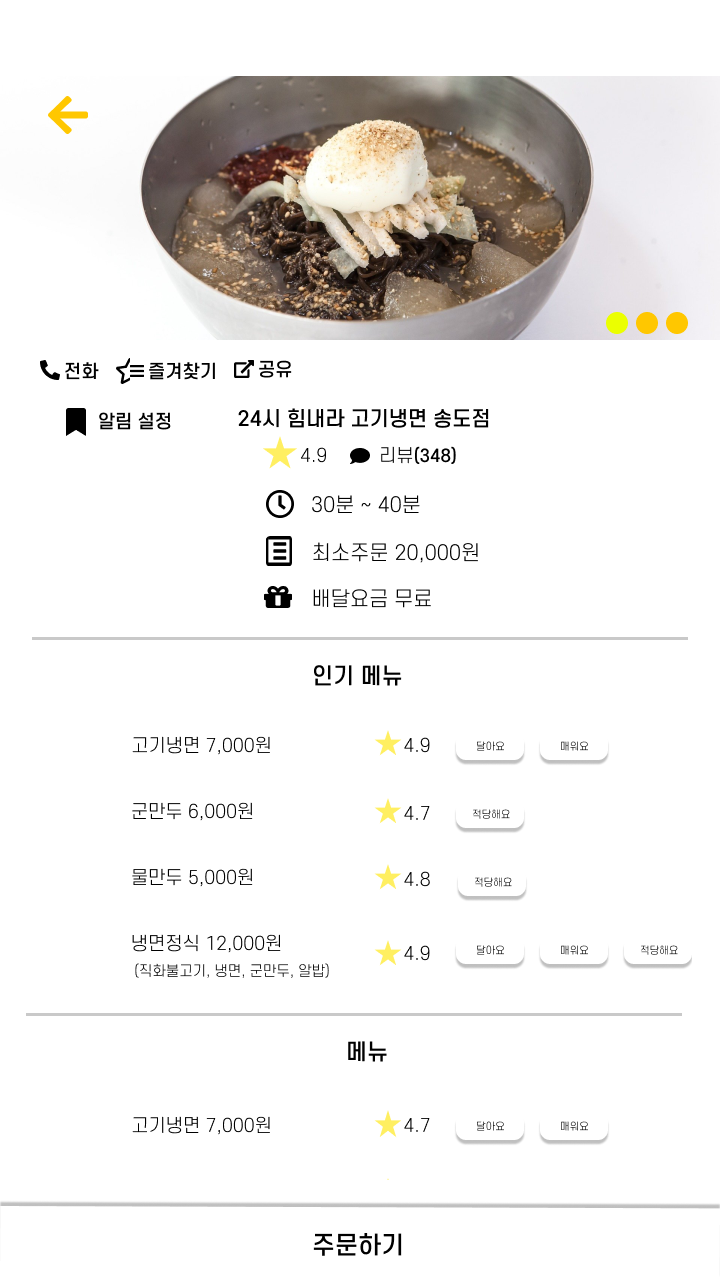 전화 즐겨찾기 공유
알림 설정
24시 힘내라 고기냉면 송도점
4.9 리뷰(348)
30분 ~ 40분
최소주문 20,000원
배달요금 무료
인기 메뉴
고기냉면 7,000원 4.9 달아요 매워요
군만두 6,000원 4.7 적당해요
물만두 5,000원 4.8 적당해요
냉면정식 12,000원 4.9 달아요 매워요 적당해요
(직화불고기, 냉면, 군만두, 알밥)
메뉴
고기냉면 7,000원 4.7 달아요 매워요
주문하기